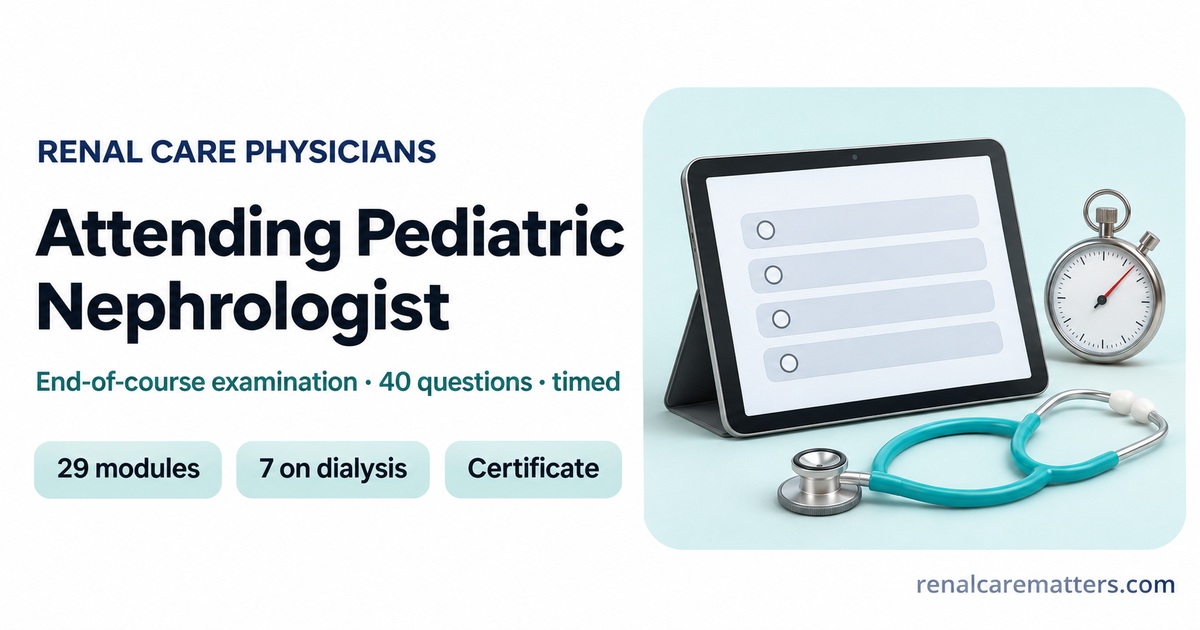 RENAL CARE PHYSICIANS
Attending Pediatric
Nephrologist
End-of-course examination · 40 questions · timed
29 modules
7 on dialysis
Certificate
renalcarematters.com